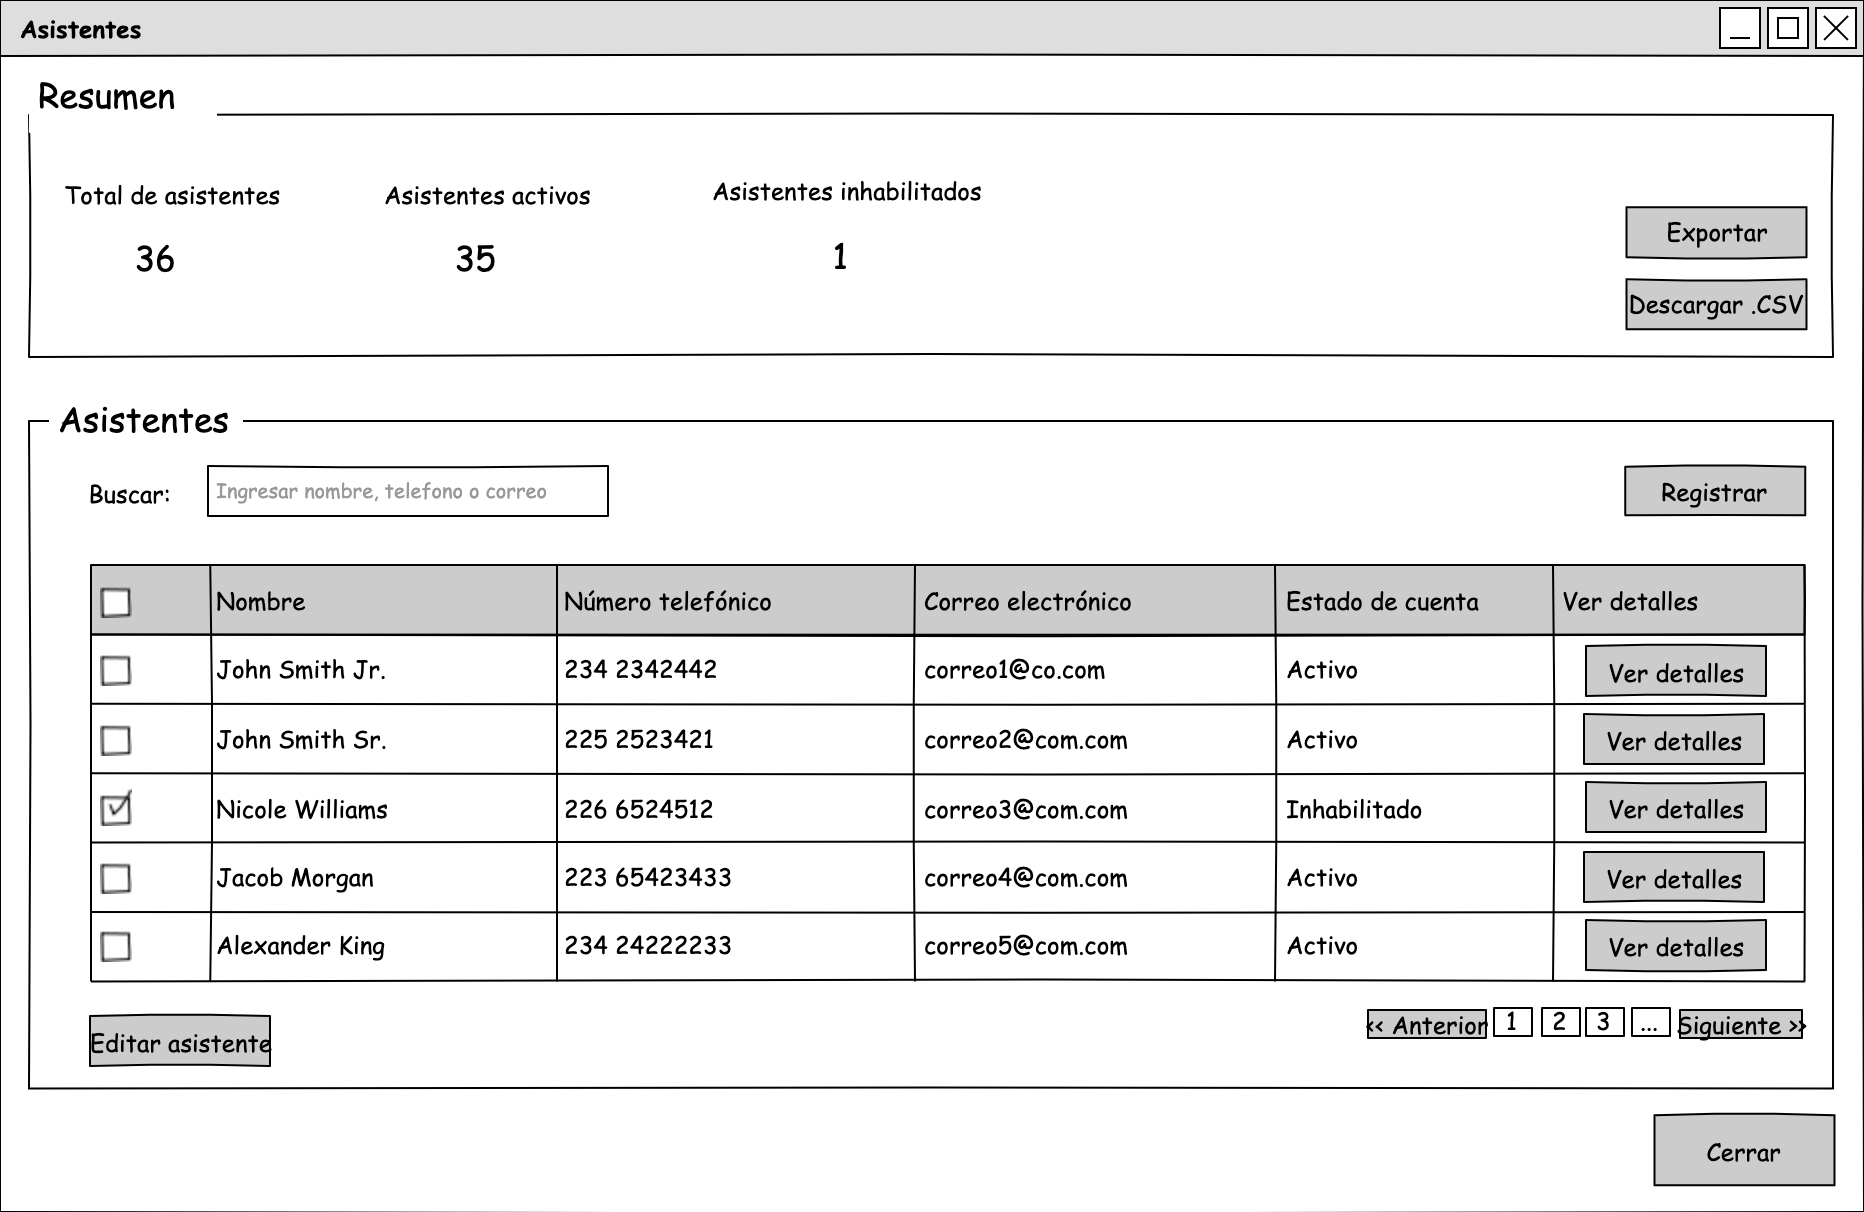 Asistentes
Resumen
Total de asistentes Asistentes activos Asistentes inhabilitados
36 35 1
Exportar
Descargar .CSV
Asistentes
Buscar: Ingresar nombre, telefono o correo Registrar
Nombre Número telefónico Correo electrónico Estado de cuenta Ver detalles
John Smith Jr. 234 2342442 correo1@co.com Activo Ver detalles
John Smith Sr. 225 2523421 correo2@com.com Activo Ver detalles
Nicole Williams 226 6524512 correo3@com.com Inhabilitado Ver detalles
Jacob Morgan 223 65423433 correo4@com.com Activo Ver detalles
Alexander King 234 24222233 correo5@com.com Activo Ver detalles
Editar asistente << Anterior 1 2 3 ... Siguiente >>
Cerrar